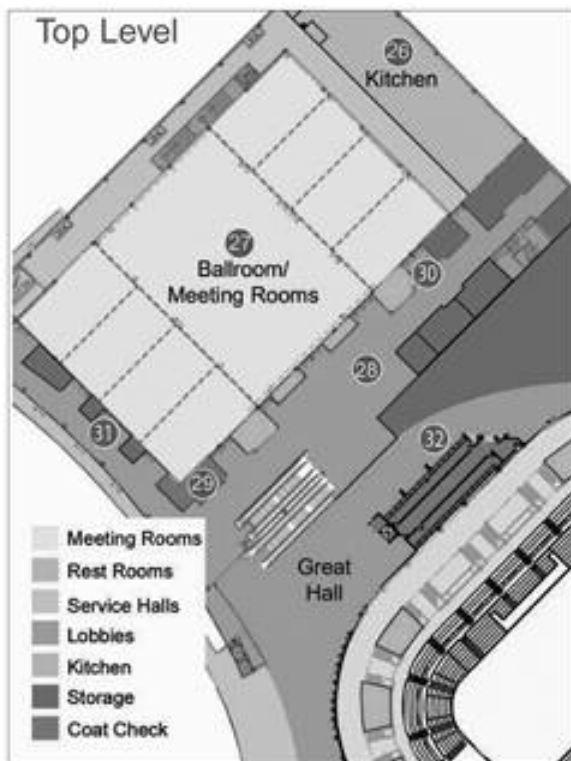 Top Level
26
Kitchen
27
Ballroom/
Meeting Rooms
30
28
31
32
29
Great
Hall
Meeting Rooms
Rest Rooms
Service Halls
Lobbies
Kitchen
Storage
Coat Check